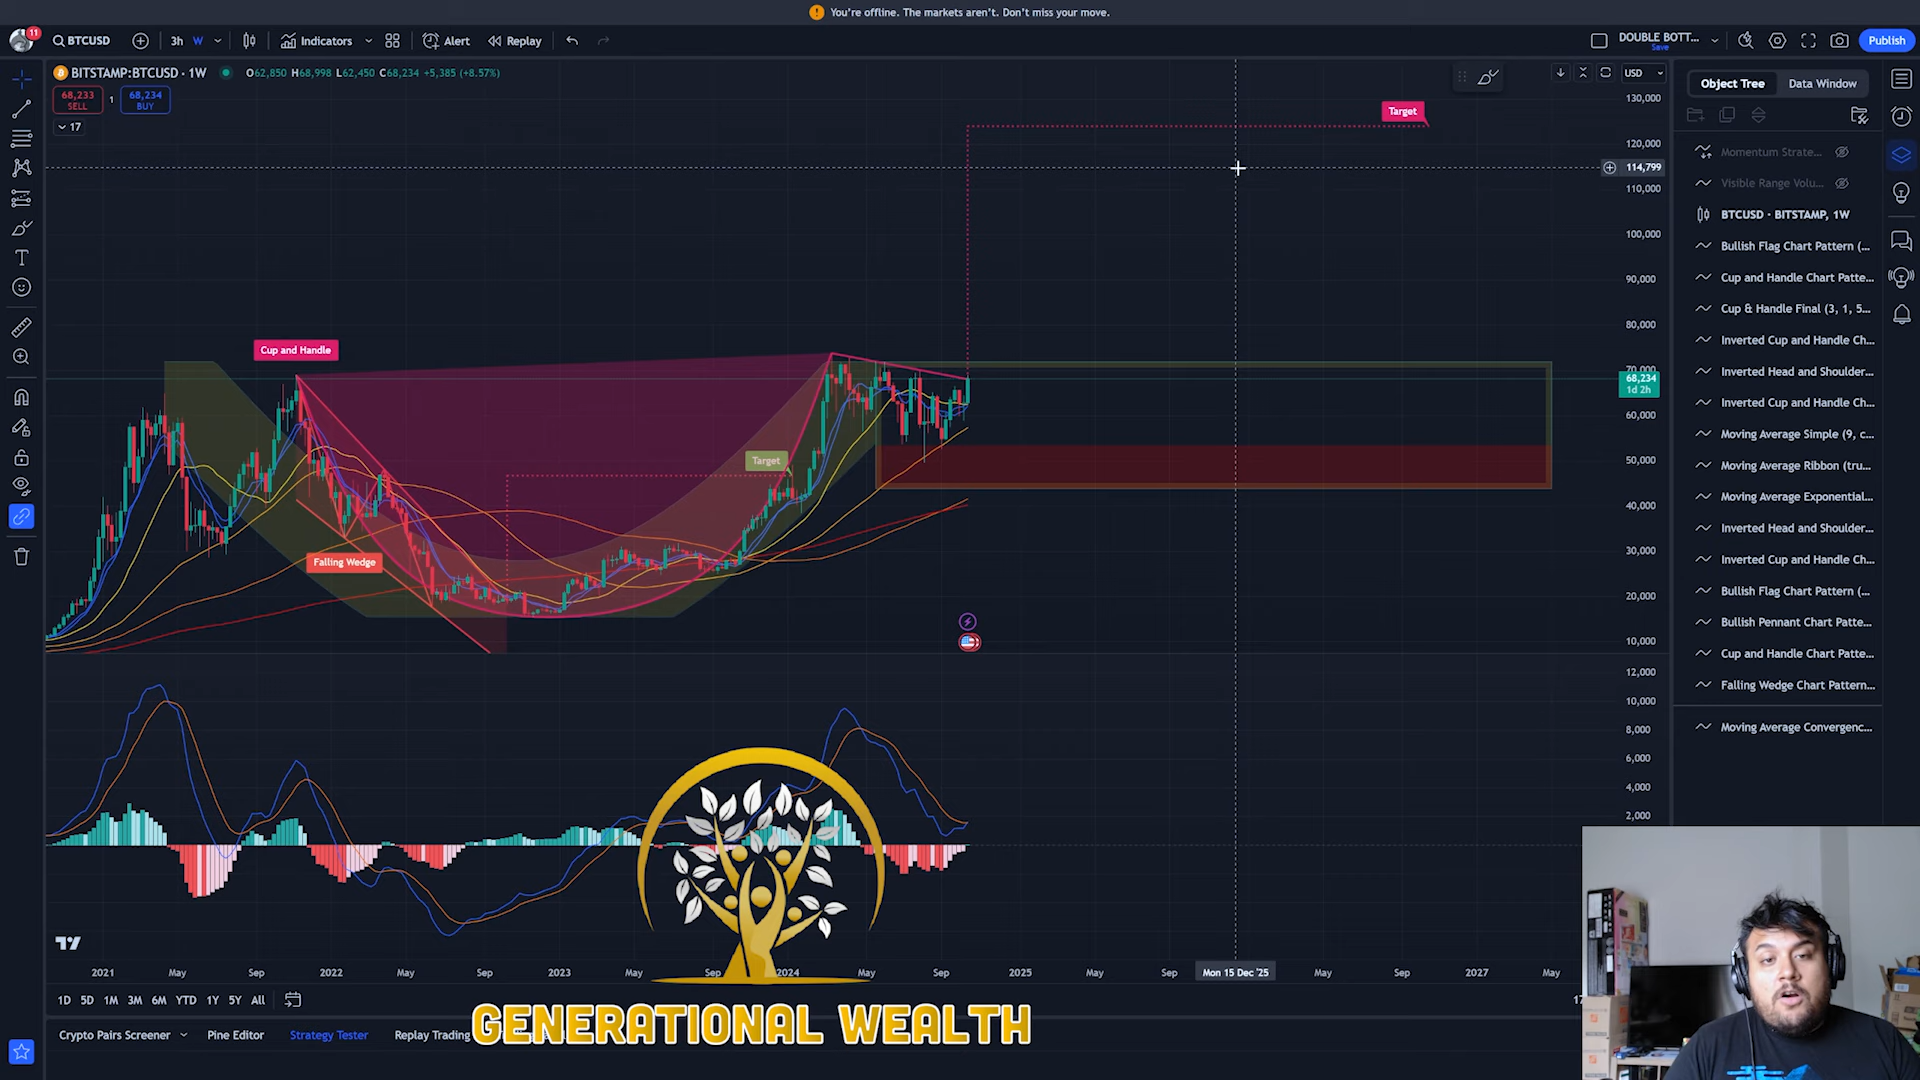 You're offline. The markets aren't. Don't miss your move.
11
BTCUSD
3h
W
Indicators
Alert
Replay
DOUBLE BOTT...
Save
Publish
BITSTAMP:BTCUSD · 1W
O62,850 H68,998 L62,450 C68,234 +5,385 (+8.57%)
68,233
SELL
1
68,234
BUY
17
USD
130,000
120,000
114,799
110,000
100,000
90,000
80,000
70,000
68,234
1d 2h
60,000
50,000
40,000
30,000
20,000
10,000
12,000
10,000
8,000
6,000
4,000
2,000
Target
Cup and Handle
Target
Falling Wedge
2021 May Sep 2022 May Sep 2023 May Sep 2024 May Sep 2025 May Sep Mon 15 Dec '25 May Sep 2027 May
1D 5D 1M 3M 6M YTD 1Y 5Y All
Crypto Pairs Screener
Pine Editor
Strategy Tester
Replay Trading
GENERATIONAL WEALTH
Object Tree
Data Window
Momentum Strate...
Visible Range Volu...
BTCUSD · BITSTAMP, 1W
Bullish Flag Chart Pattern (...
Cup and Handle Chart Patte...
Cup & Handle Final (3, 1, 5...
Inverted Cup and Handle Ch...
Inverted Head and Shoulder...
Inverted Cup and Handle Ch...
Moving Average Simple (9, c...
Moving Average Ribbon (tru...
Moving Average Exponential...
Inverted Head and Shoulder...
Inverted Cup and Handle Ch...
Bullish Flag Chart Pattern (...
Bullish Pennant Chart Patte...
Cup and Handle Chart Patte...
Falling Wedge Chart Pattern...
Moving Average Convergenc...